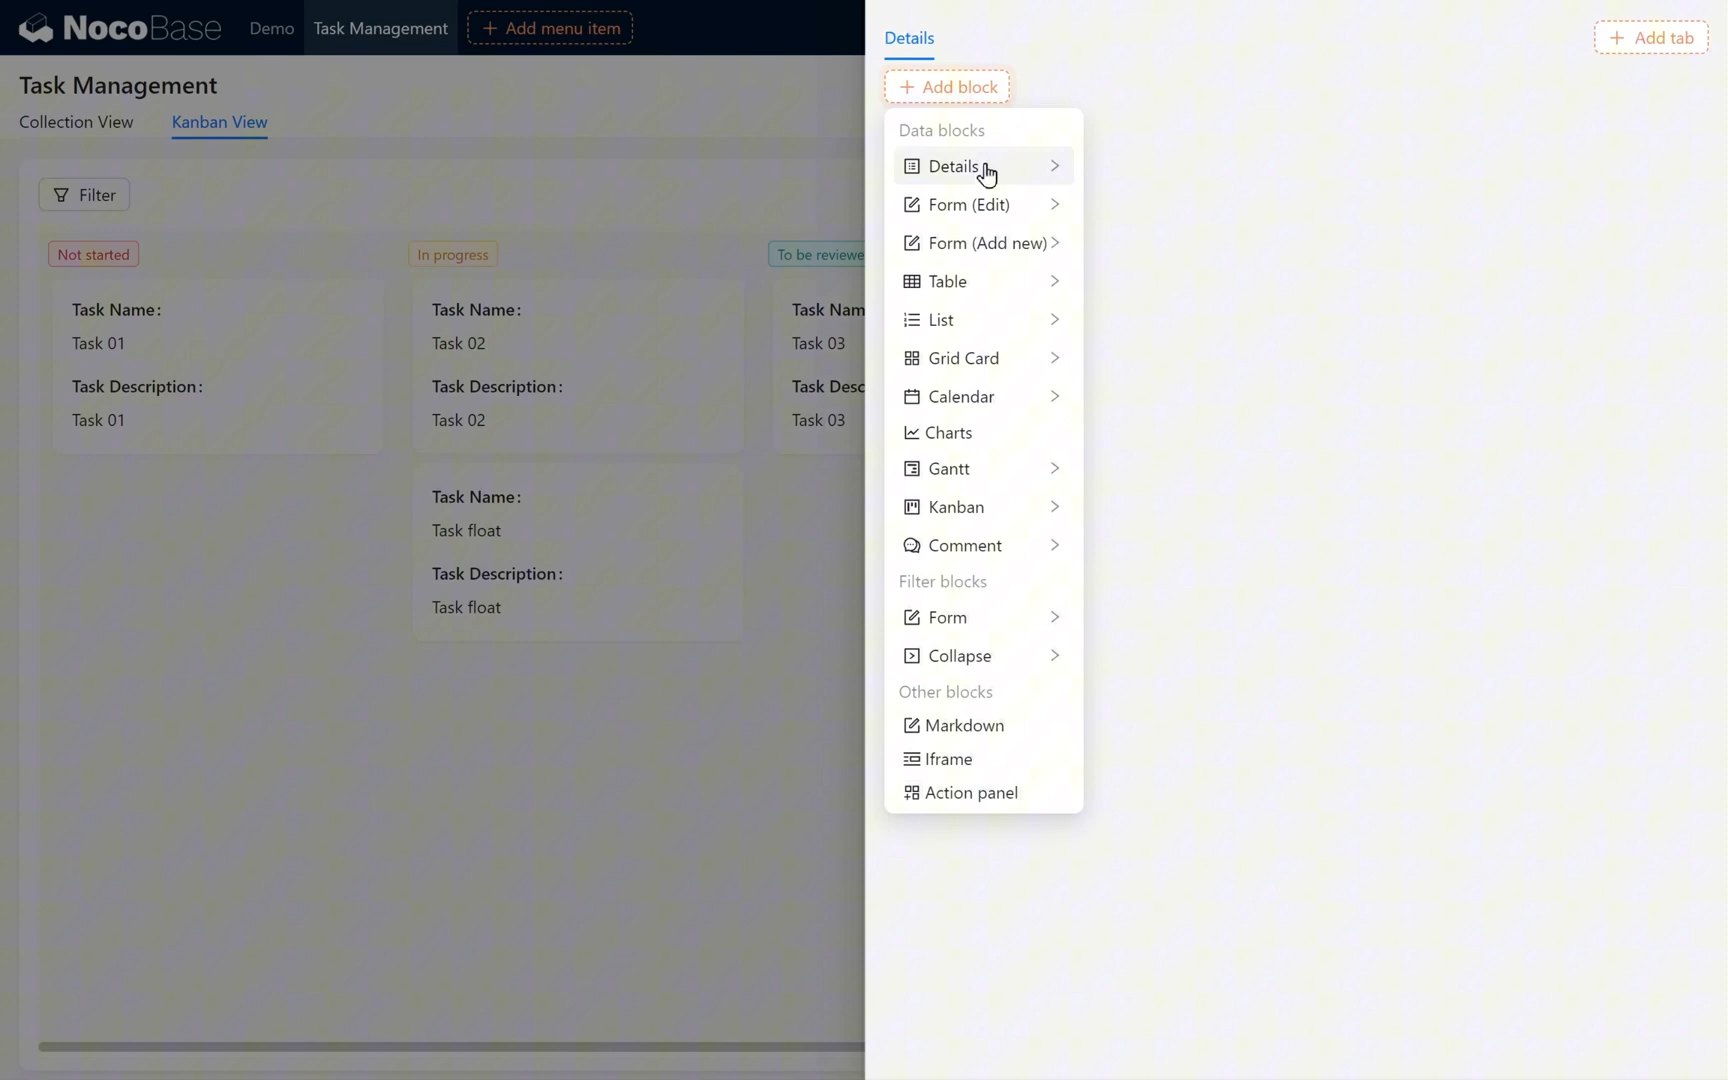 NocoBase
Demo
Task Management
Add menu item
Task Management
Collection View
Kanban View
Filter
Not started
In progress
To be reviewe
Task Name:
Task 01
Task Description:
Task 01
Task Name:
Task 02
Task Description:
Task 02
Task Nam
Task 03
Task Desc
Task 03
Task Name:
Task float
Task Description:
Task float
Details
Add tab
Add block
Data blocks
Details
Form (Edit)
Form (Add new)
Table
List
Grid Card
Calendar
Charts
Gantt
Kanban
Comment
Filter blocks
Form
Collapse
Other blocks
Markdown
Iframe
Action panel